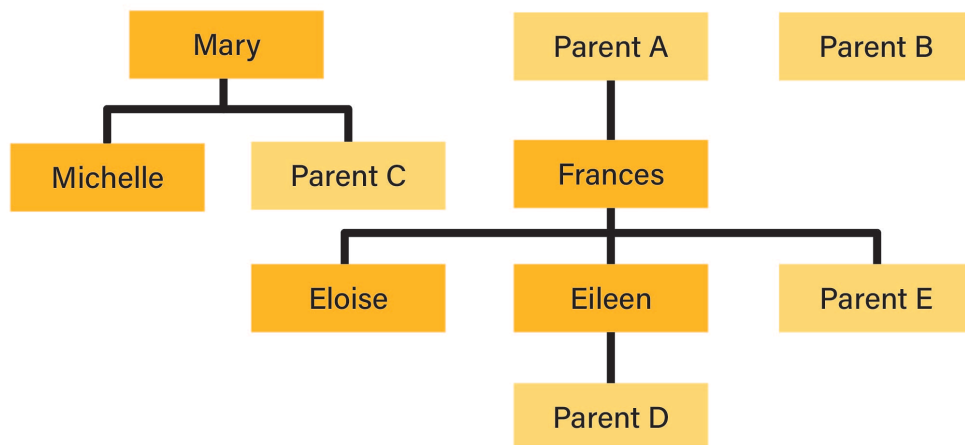 Mary
Parent A
Parent B
Michelle
Parent C
Frances
Eloise
Eileen
Parent E
Parent D